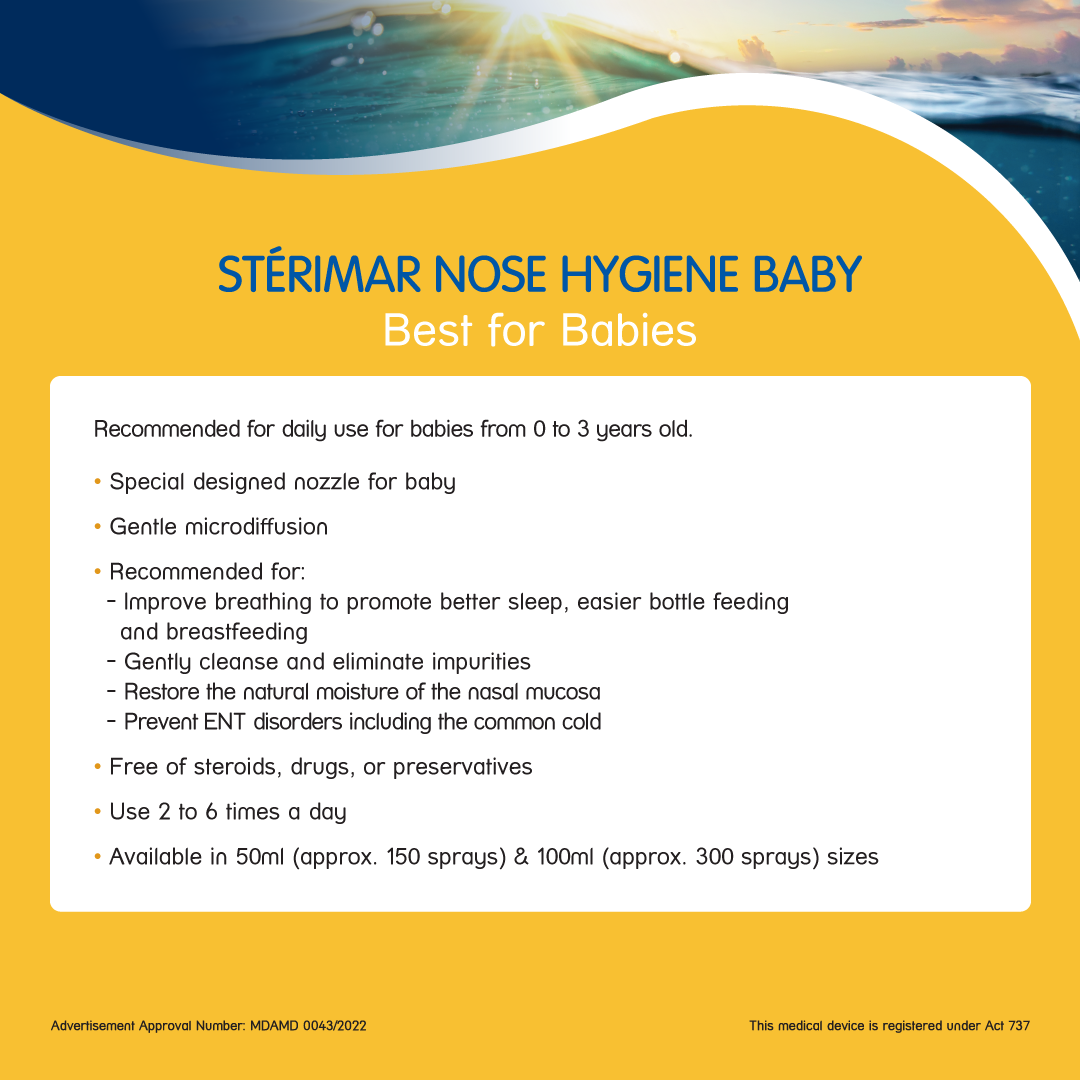 STÉRIMAR NOSE HYGIENE BABY
Best for Babies
Recommended for daily use for babies from 0 to 3 years old.
• Special designed nozzle for baby
• Gentle microdiffusion
• Recommended for:
- Improve breathing to promote better sleep, easier bottle feeding
and breastfeeding
- Gently cleanse and eliminate impurities
- Restore the natural moisture of the nasal mucosa
- Prevent ENT disorders including the common cold
• Free of steroids, drugs, or preservatives
• Use 2 to 6 times a day
• Available in 50ml (approx. 150 sprays) & 100ml (approx. 300 sprays) sizes
Advertisement Approval Number: MDAMD 0043/2022
This medical device is registered under Act 737